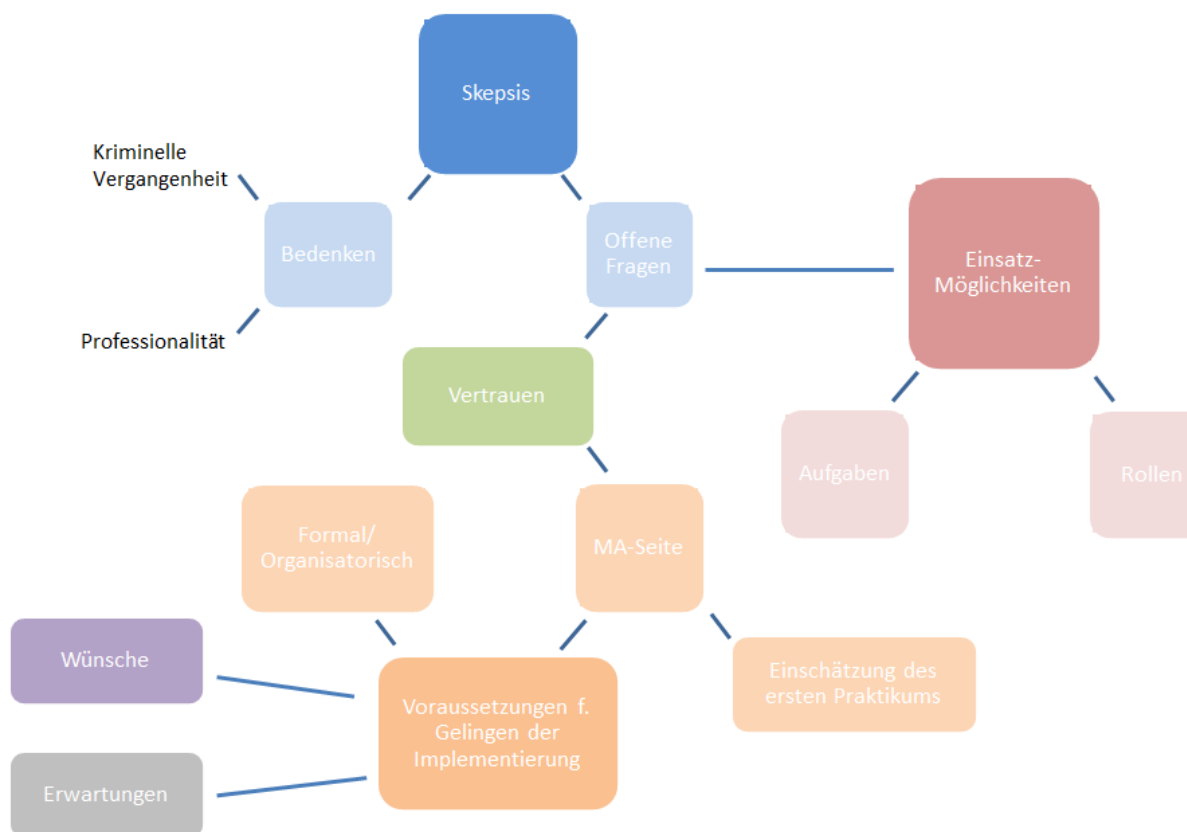 Skepsis
Kriminelle
Vergangenheit
Bedenken
Offene
Fragen
Einsatz-
Möglichkeiten
Professionalität
Vertrauen
Aufgaben
Rollen
Formal/
Organisatorisch
MA-Seite
Wünsche
Einschätzung des
ersten Praktikums
Voraussetzungen f.
Gelingen der
Implementierung
Erwartungen